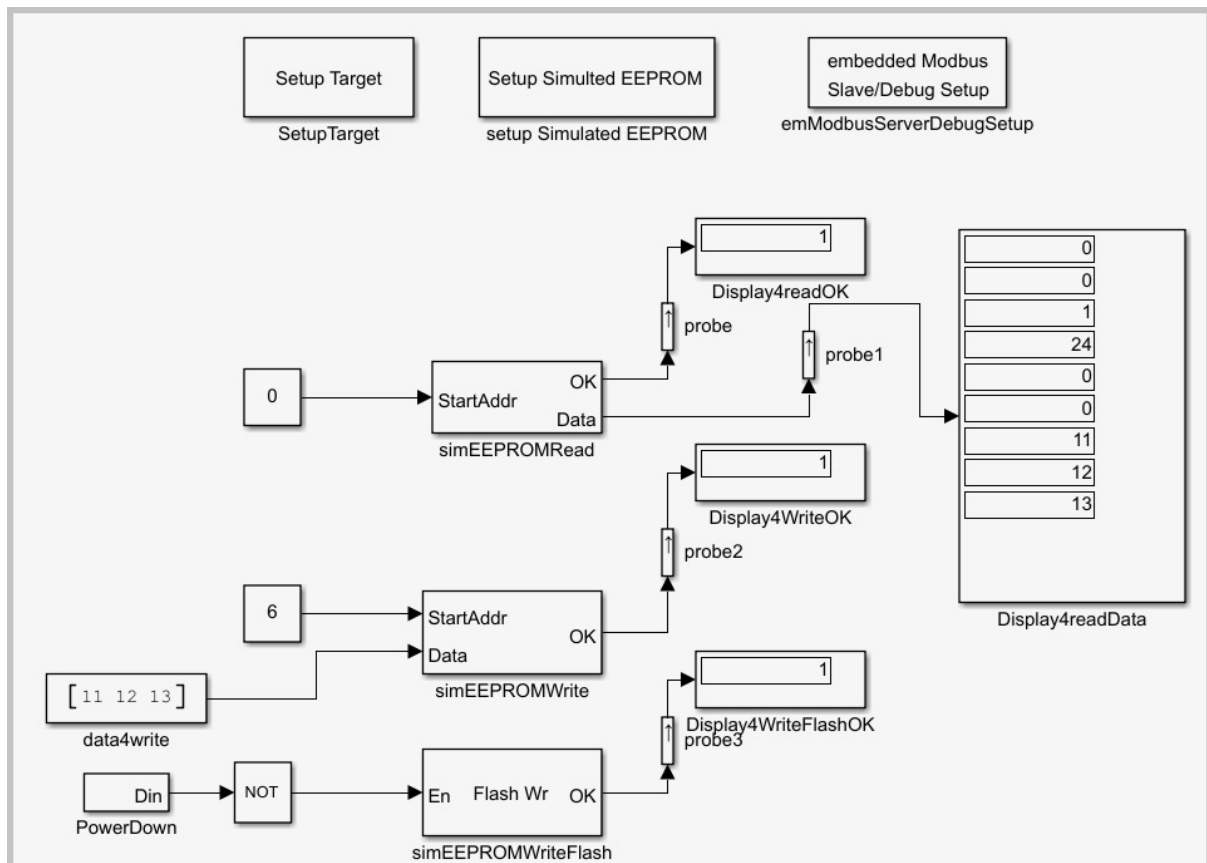 Setup Target
SetupTarget
Setup Simulted EEPROM
setup Simulated EEPROM
embedded Modbus
Slave/Debug Setup
emModbusServerDebugSetup
1
Display4readOK
probe
probe1
0
StartAddr
OK
Data
simEEPROMRead
0
0
1
24
0
0
11
12
13
Display4readData
1
Display4WriteOK
probe2
6
StartAddr
Data
OK
simEEPROMWrite
[11 12 13]
data4write
1
Display4WriteFlashOK
probe3
Din
PowerDown
NOT
En
Flash Wr
OK
simEEPROMWriteFlash